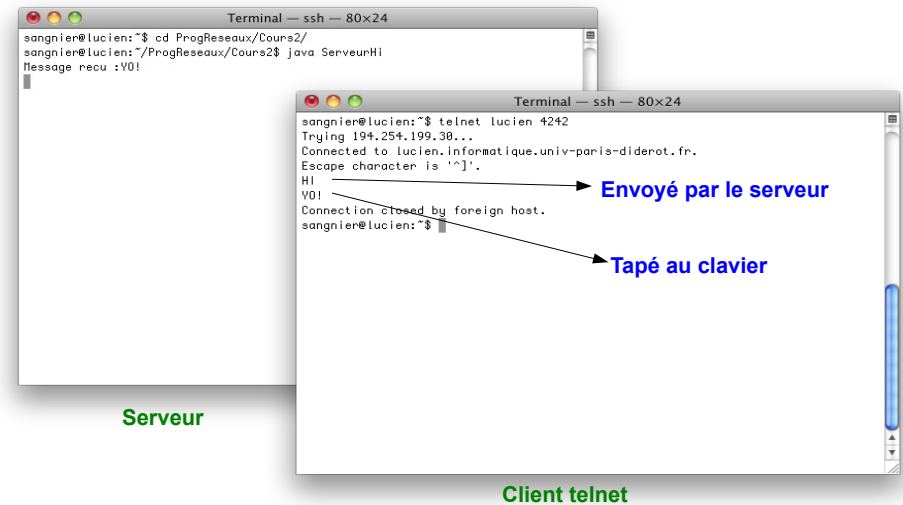 Terminal — ssh — 80×24
sangnier@lucien:~$ cd ProgReseaux/Cours2/
sangnier@lucien:~/ProgReseaux/Cours2$ java ServeurHi
Message recu :YO!
Terminal — ssh — 80×24
sangnier@lucien:~$ telnet lucien 4242
Trying 194.254.199.30...
Connected to lucien.informatique.univ-paris-diderot.fr.
Escape character is '^]'.
HI
Envoyé par le serveur
YO!
Connection closed by foreign host.
sangnier@lucien:~$
Tapé au clavier
Serveur
Client telnet